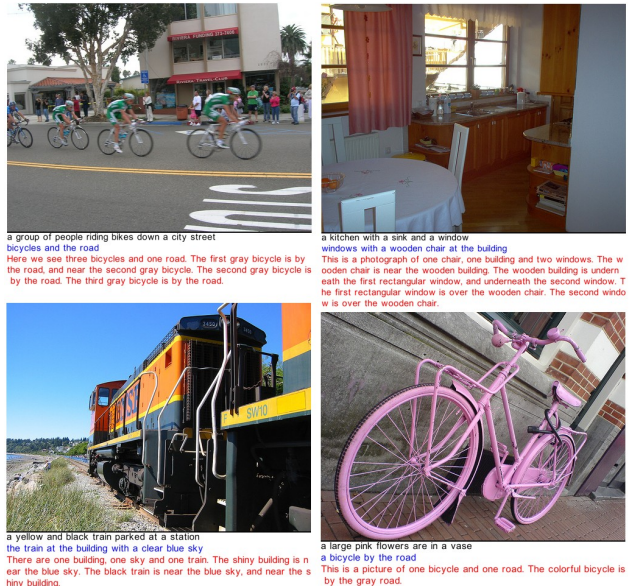 RIVIERA FUNDING 373-7606
RIVIERA TRAVEL CLUB
a group of people riding bikes down a city street
bicycles and the road
Here we see three bicycles and one road. The first gray bicycle is by
the road, and near the second gray bicycle. The second gray bicycle is
by the road. The third gray bicycle is by the road.
a kitchen with a sink and a window
windows with a wooden chair at the building
This is a photograph of one chair, one building and two windows. The w
ooden chair is near the wooden building. The wooden building is undern
eath the first rectangular window, and underneath the second window. T
he first rectangular window is over the wooden chair. The second windo
w is over the wooden chair.
SW10
a yellow and black train parked at a station
the train at the building with a clear blue sky
There are one building, one sky and one train. The shiny building is n
ear the blue sky. The black train is near the blue sky, and near the s
hiny building.
a large pink flowers are in a vase
a bicycle by the road
This is a picture of one bicycle and one road. The colorful bicycle is
by the gray road.